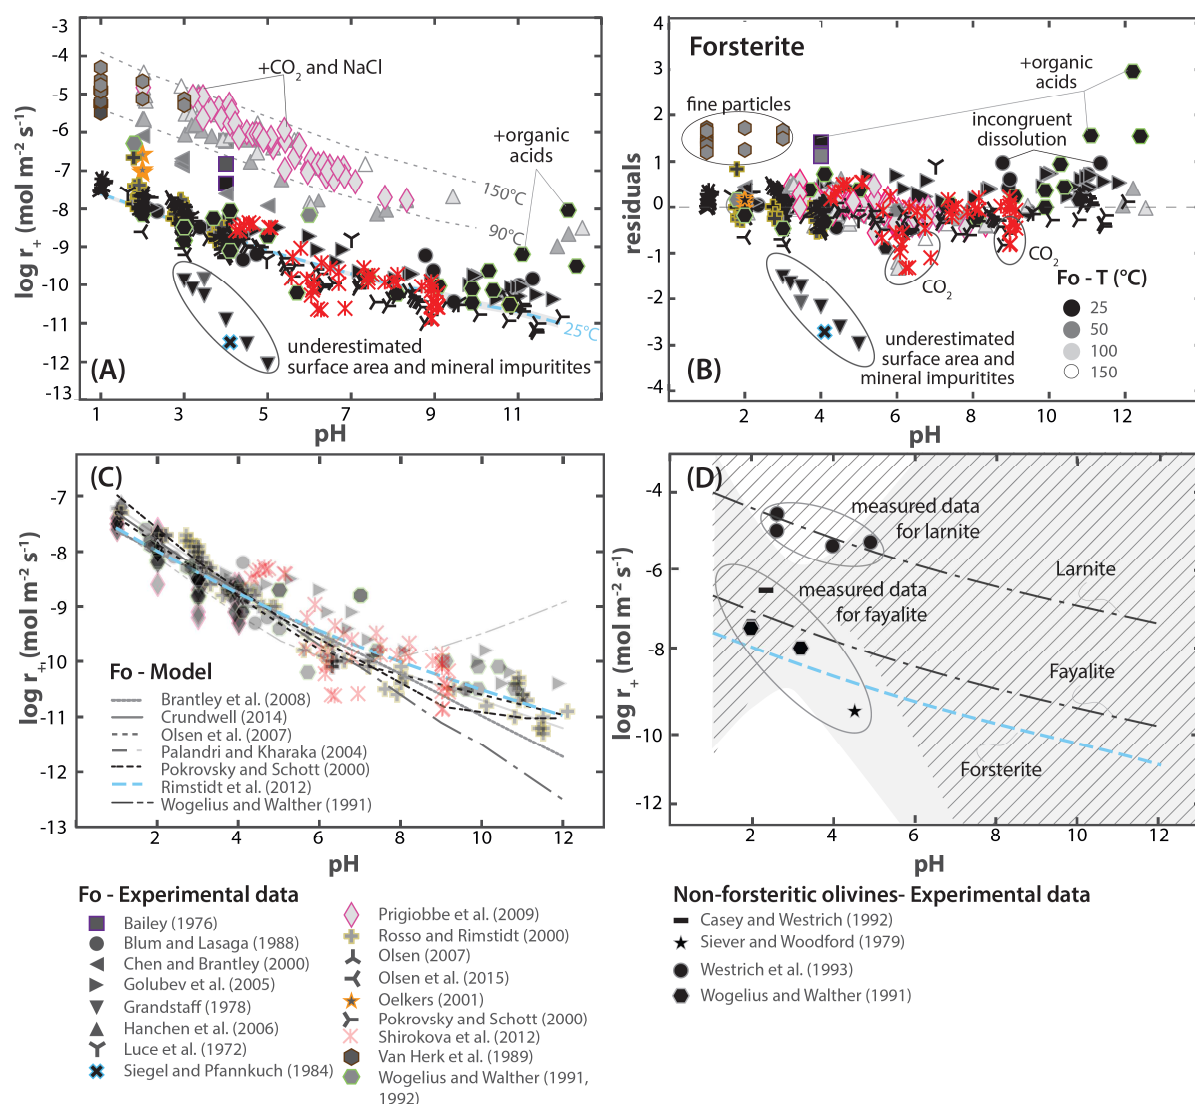 -3
-4
-5
-6
-7
-8
-9
-10
-11
-12
-13
log r+ (mol m-2 s-1)
+CO2 and NaCl
+organic
acids
150°C
90°C
25°C
underestimated
surface area and mineral impuritites
(A)
1
3
5
7
9
11
pH
4
3
2
1
0
-1
-2
-3
-4
residuals
Forsterite
fine particles
+organic
acids
incongruent
dissolution
CO2
CO2
Fo - T (°C)
25
50
100
150
underestimated
surface area and
mineral impuritites
(B)
2
4
6
8
10
12
pH
(C)
-7
-8
-9
-10
-11
-12
-13
log r+ (mol m-2 s-1)
Fo - Model
Brantley et al. (2008)
Crundwell (2014)
Olsen et al. (2007)
Palandri and Kharaka (2004)
Pokrovsky and Schott (2000)
Rimstidt et al. (2012)
Wogelius and Walther (1991)
2
4
6
8
10
12
pH
(D)
-4
-6
-8
-10
-12
log r+ (mol m-2 s-1)
measured data
for larnite
Larnite
measured data
for fayalite
Fayalite
Forsterite
2
4
6
8
10
12
pH
Fo - Experimental data
Bailey (1976)
Blum and Lasaga (1988)
Chen and Brantley (2000)
Golubev et al. (2005)
Grandstaff (1978)
Hanchen et al. (2006)
Luce et al. (1972)
Siegel and Pfannkuch (1984)
Prigiobbe et al. (2009)
Rosso and Rimstidt (2000)
Olsen (2007)
Olsen et al. (2015)
Oelkers (2001)
Pokrovsky and Schott (2000)
Shirokova et al. (2012)
Van Herk et al. (1989)
Wogelius and Walther (1991,
1992)
Non-forsteritic olivines- Experimental data
Casey and Westrich (1992)
Siever and Woodford (1979)
Westrich et al. (1993)
Wogelius and Walther (1991)